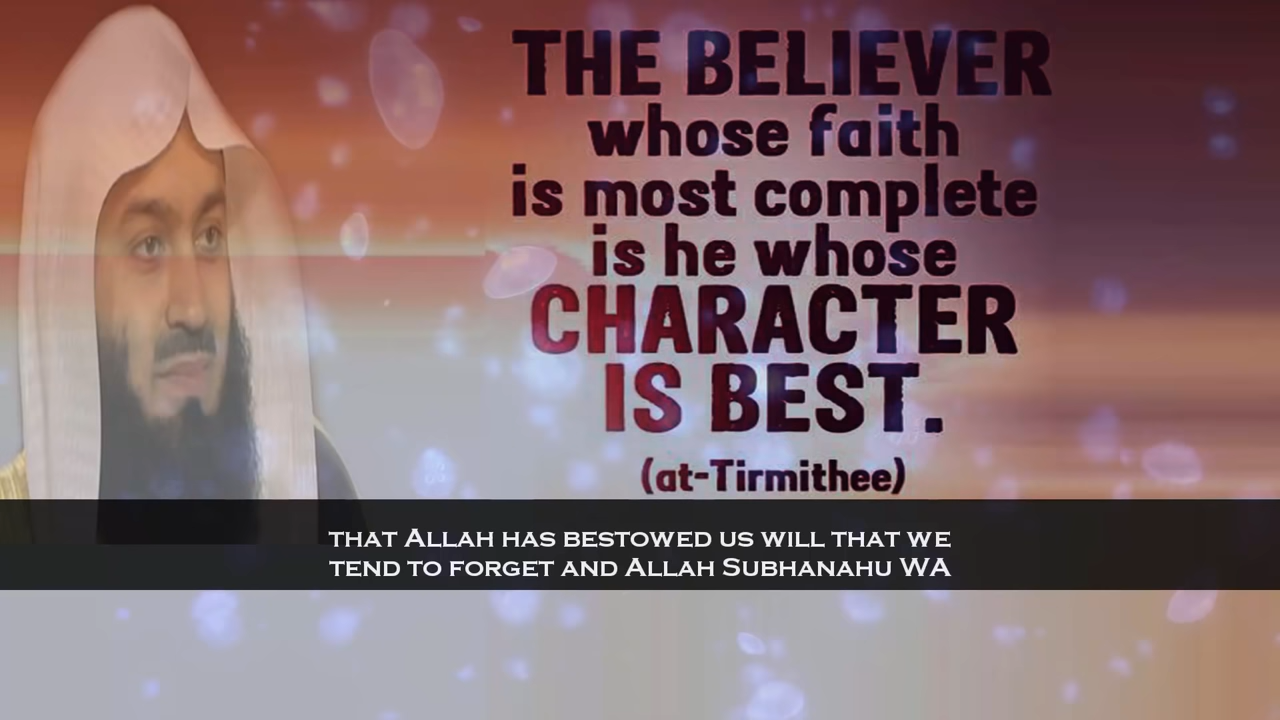 THE BELIEVER
whose faith
is most complete
is he whose
CHARACTER
IS BEST.
(at-Tirmithee)
THAT ALLAH HAS BESTOWED US WILL THAT WE
TEND TO FORGET AND ALLAH SUBHANAHU WA